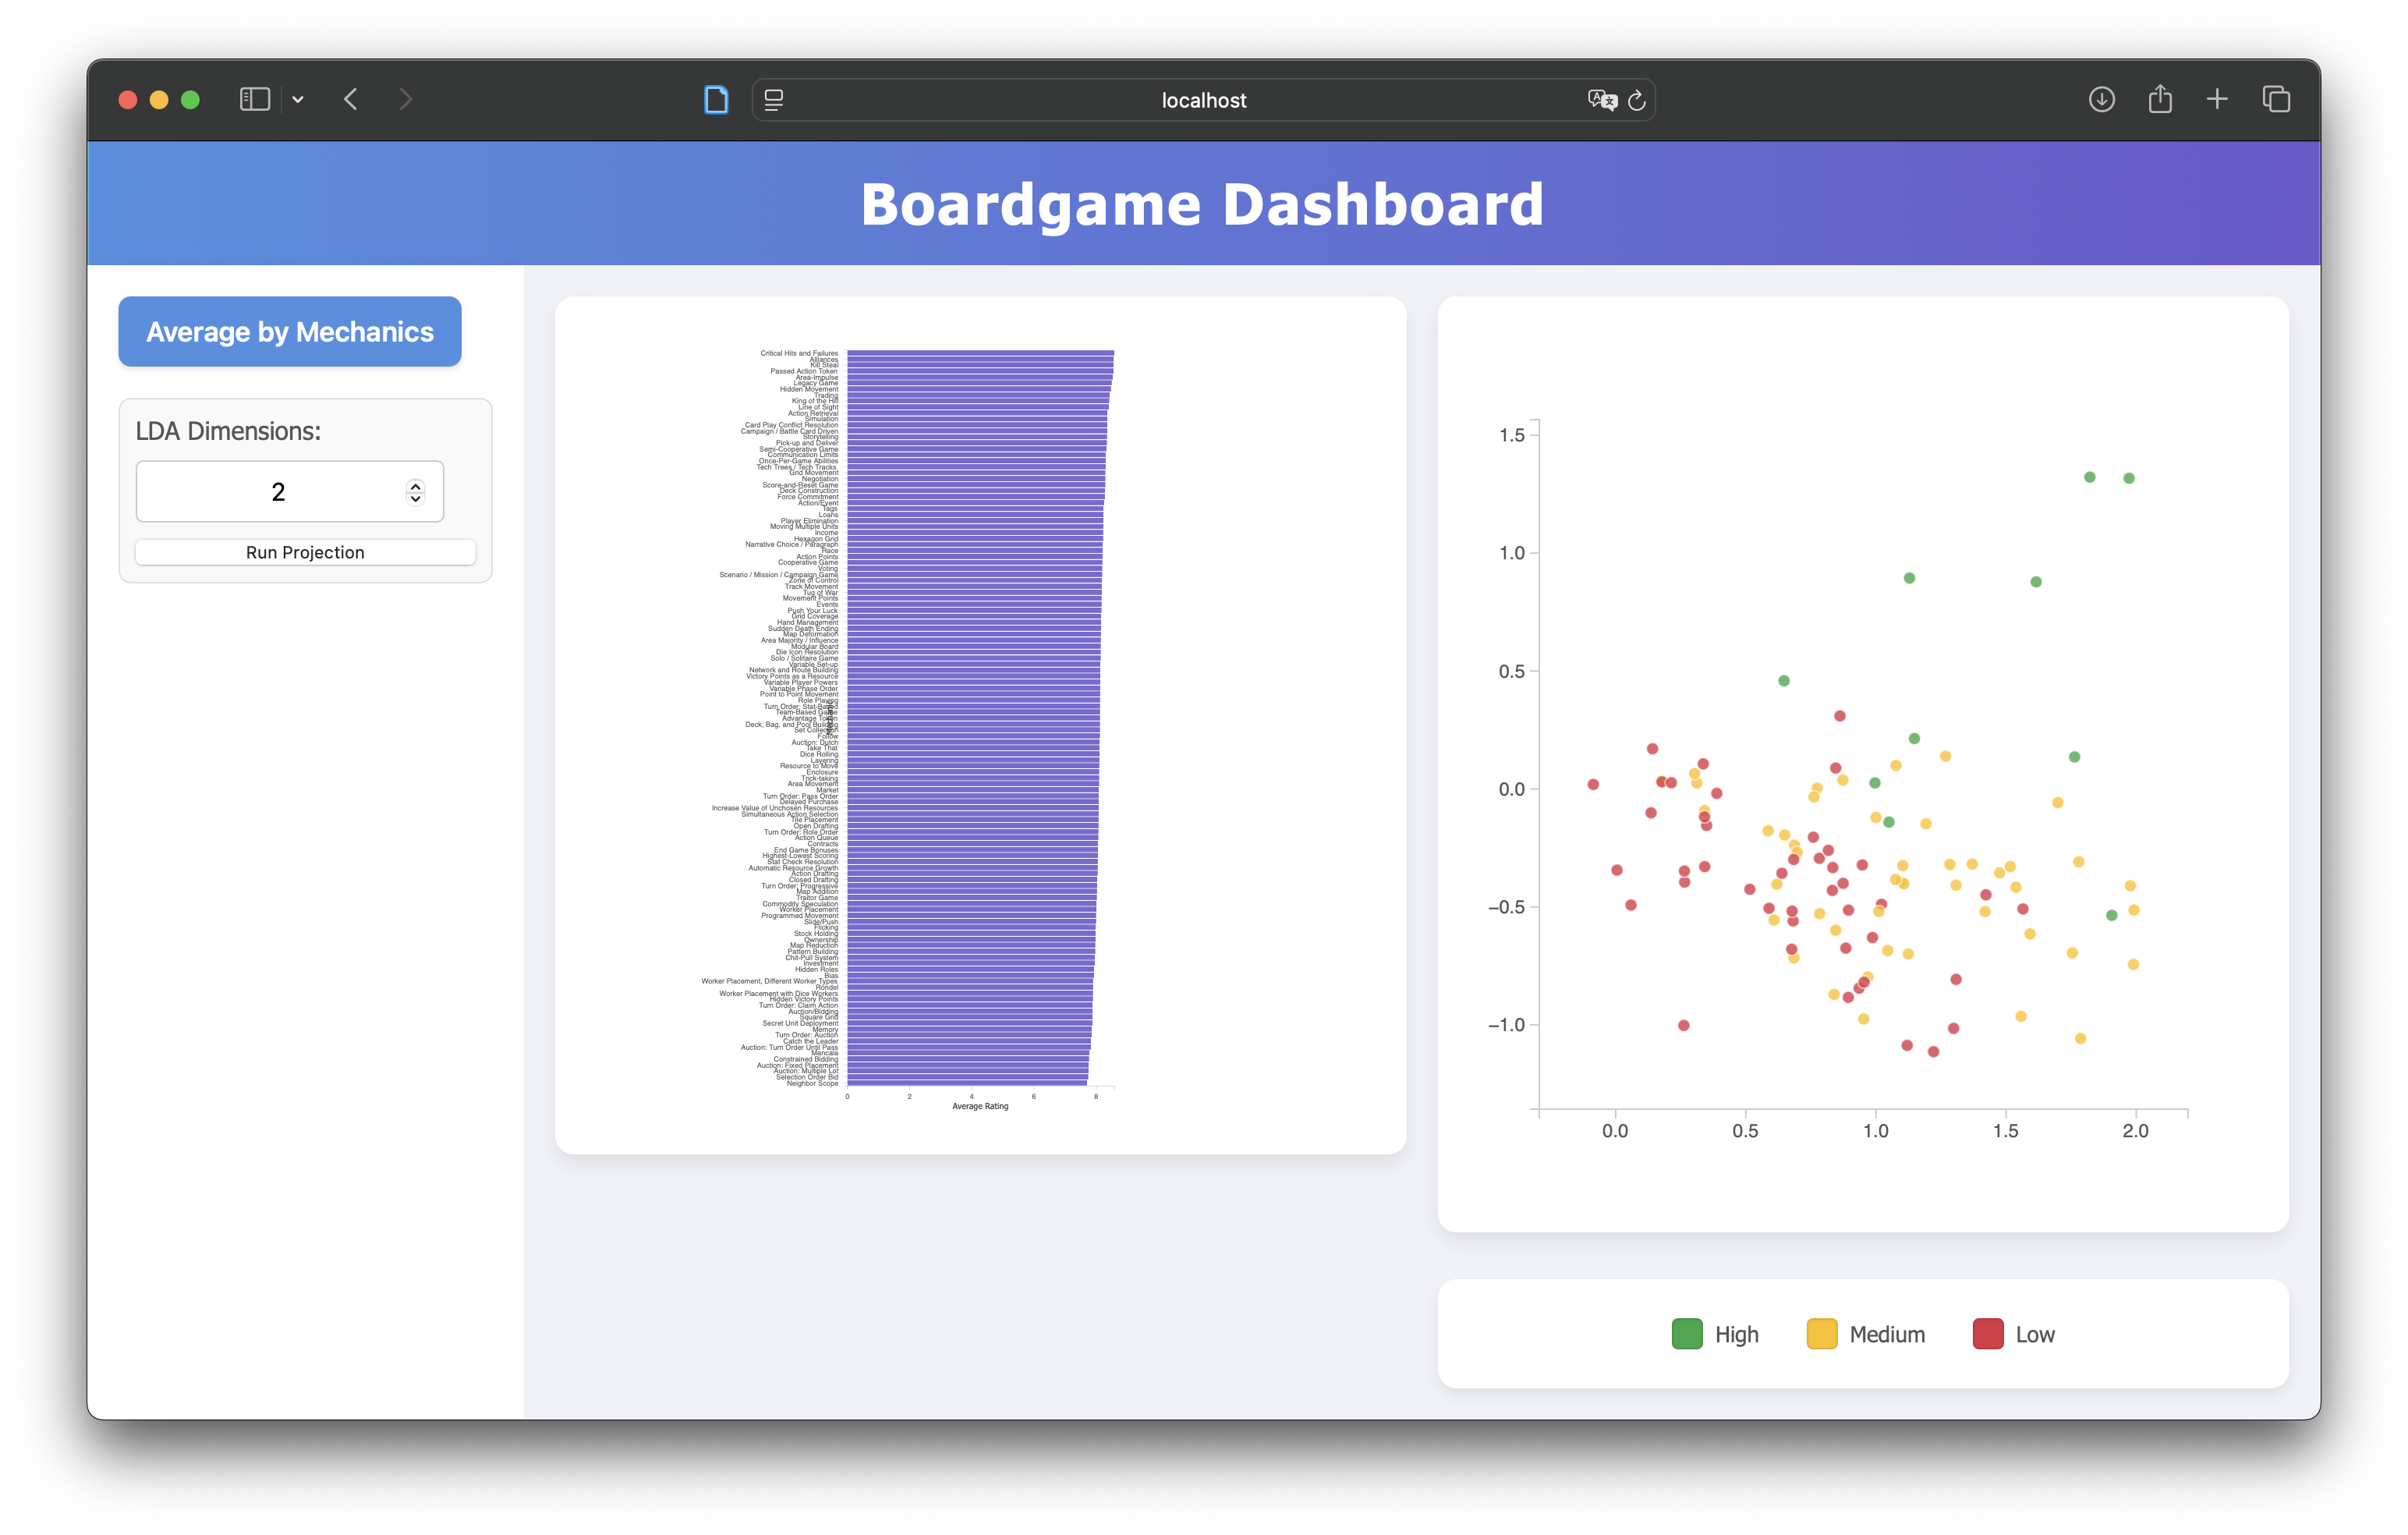 localhost
Boardgame Dashboard
Average by Mechanics
LDA Dimensions:
2
Run Projection
Critical Hits and Failures
Alliances
Kill Steal
Passed Action Token
Area-Impulse
Legacy Game
Hidden Movement
Trading
King of the Hill
Line of Sight
Action Retrieval
Simulation
Card Play Conflict Resolution
Campaign / Battle Card Driven
Storytelling
Pick-up and Deliver
Semi-Cooperative Game
Communication Limits
Once-Per-Game Abilities
Tech Trees / Tech Tracks
Grid Movement
Negotiation
Score-and-Reset Game
Deck Construction
Force Commitment
Action/Event
Tags
Loans
Player Elimination
Moving Multiple Units
Income
Hexagon Grid
Narrative Choice / Paragraph
Race
Action Points
Cooperative Game
Voting
Scenario / Mission / Campaign Game
Zone of Control
Track Movement
Tug of War
Movement Points
Events
Push Your Luck
Grid Coverage
Hand Management
Sudden Death Ending
Map Deformation
Area Majority / Influence
Modular Board
Die Icon Resolution
Solo / Solitaire Game
Variable Set-up
Network and Route Building
Victory Points as a Resource
Variable Player Powers
Variable Phase Order
Point to Point Movement
Role Playing
Turn Order: Stat-Based
Team-Based Game
Advantage Token
Deck, Bag, and Pool Building
Set Collection
Follow
Auction: Dutch
Take That
Dice Rolling
Layering
Resource to Move
Enclosure
Trick-taking
Area Movement
Market
Turn Order: Pass Order
Delayed Purchase
Increase Value of Unchosen Resources
Simultaneous Action Selection
Tile Placement
Open Drafting
Turn Order: Role Order
Action Queue
Contracts
End Game Bonuses
Highest-Lowest Scoring
Stat Check Resolution
Automatic Resource Growth
Action Drafting
Closed Drafting
Turn Order: Progressive
Map Addition
Traitor Game
Commodity Speculation
Worker Placement
Programmed Movement
Slide/Push
Flicking
Stock Holding
Ownership
Map Reduction
Pattern Building
Chit-Pull System
Investment
Hidden Roles
Bias
Worker Placement, Different Worker Types
Rondel
Worker Placement with Dice Workers
Hidden Victory Points
Turn Order: Claim Action
Auction/Bidding
Square Grid
Secret Unit Deployment
Memory
Turn Order: Auction
Catch the Leader
Auction: Turn Order Until Pass
Mancala
Constrained Bidding
Auction: Fixed Placement
Auction: Multiple Lot
Selection Order Bid
Neighbor Scope
0 2 4 6 8
Average Rating
1.5
1.0
0.5
0.0
−0.5
−1.0
0.0 0.5 1.0 1.5 2.0
High Medium Low